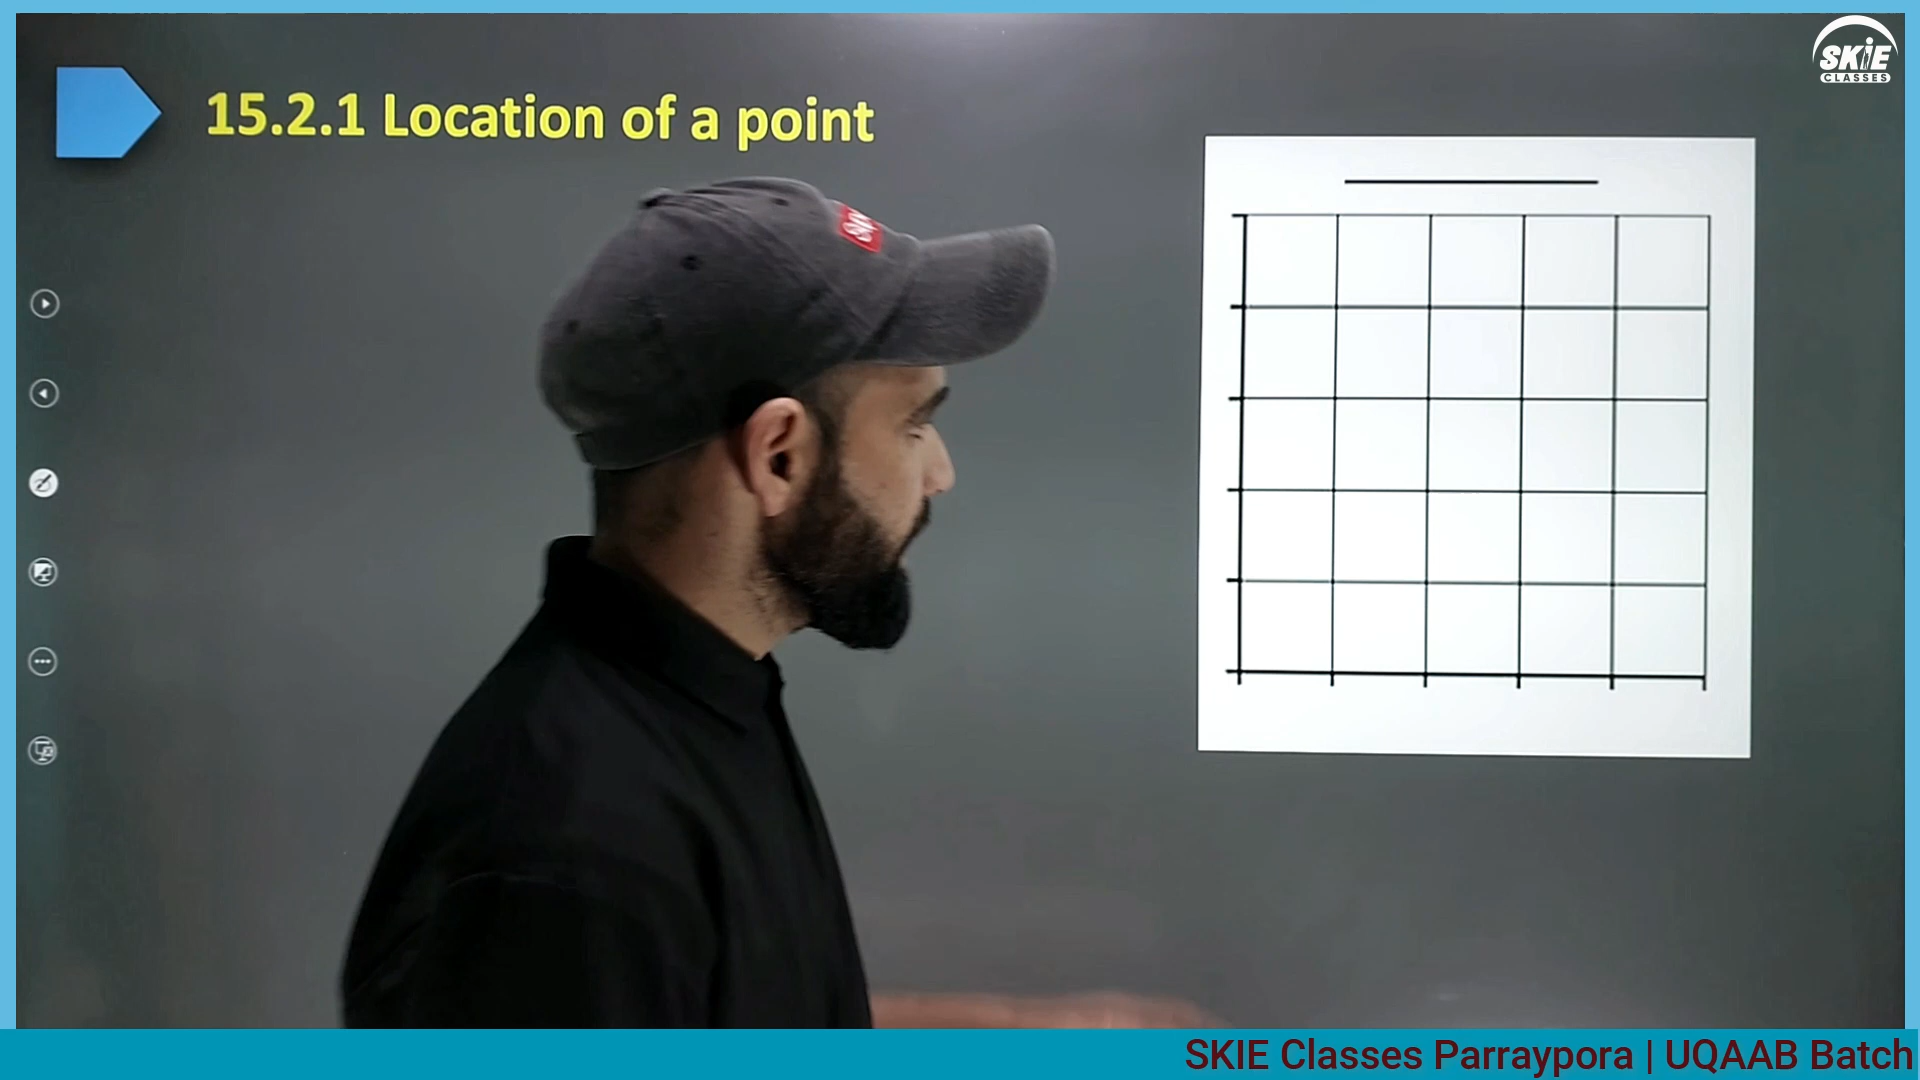 SKIE
CLASSES
15.2.1 Location of a point
SKIE Classes Parraypora | UQAAB Batch